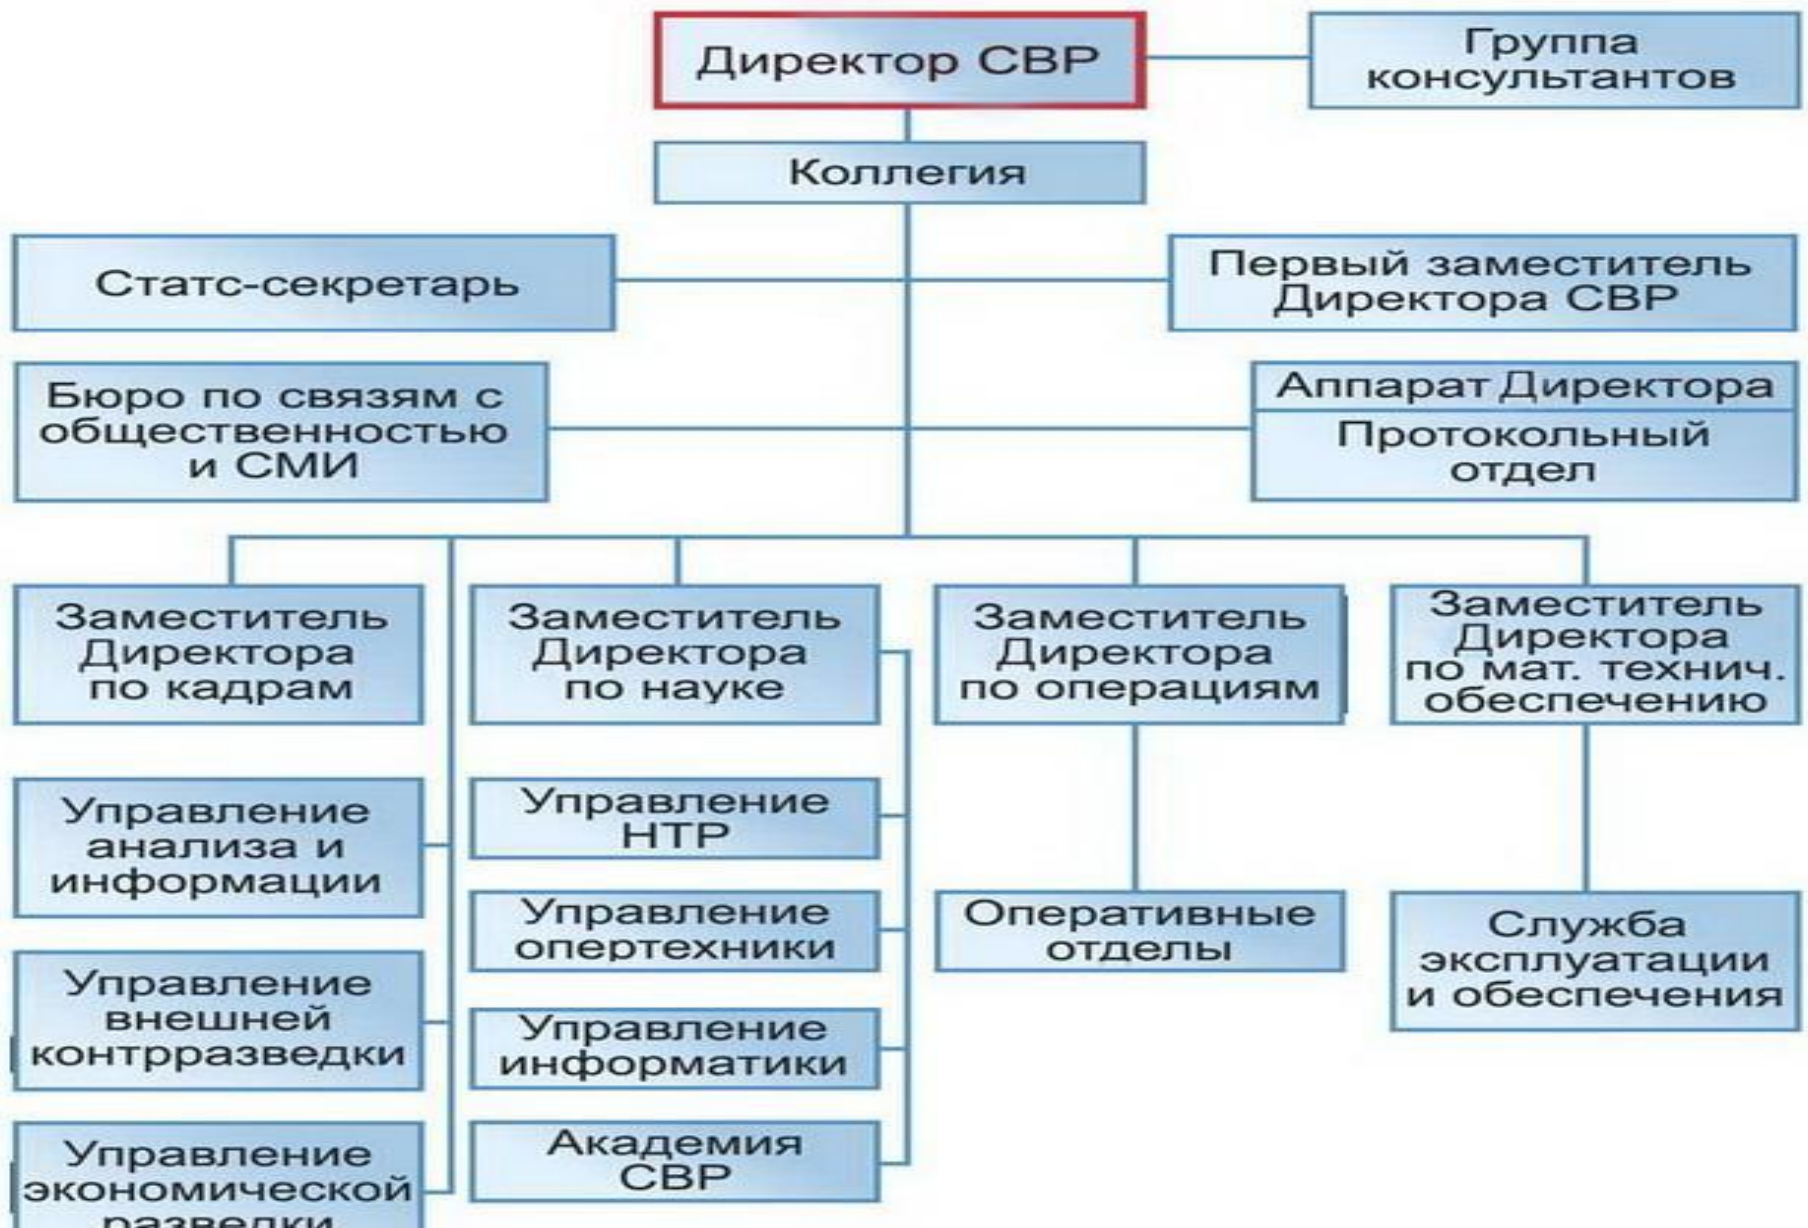 Директор СВР
Группа
консультантов
Коллегия
Статс-секретарь
Первый заместитель
Директора СВР
Бюро по связям с
общественностью
и СМИ
Аппарат Директора
Протокольный
отдел
Заместитель
Директора
по кадрам
Заместитель
Директора
по науке
Заместитель
Директора
по операциям
Заместитель
Директора
по мат. технич.
обеспечению
Управление
анализа и
информации
Управление
внешней
контрразведки
Управление
экономической
разведки
Управление
НТР
Управление
опертехники
Управление
информатики
Академия
СВР
Оперативные
отделы
Служба
эксплуатации
и обеспечения